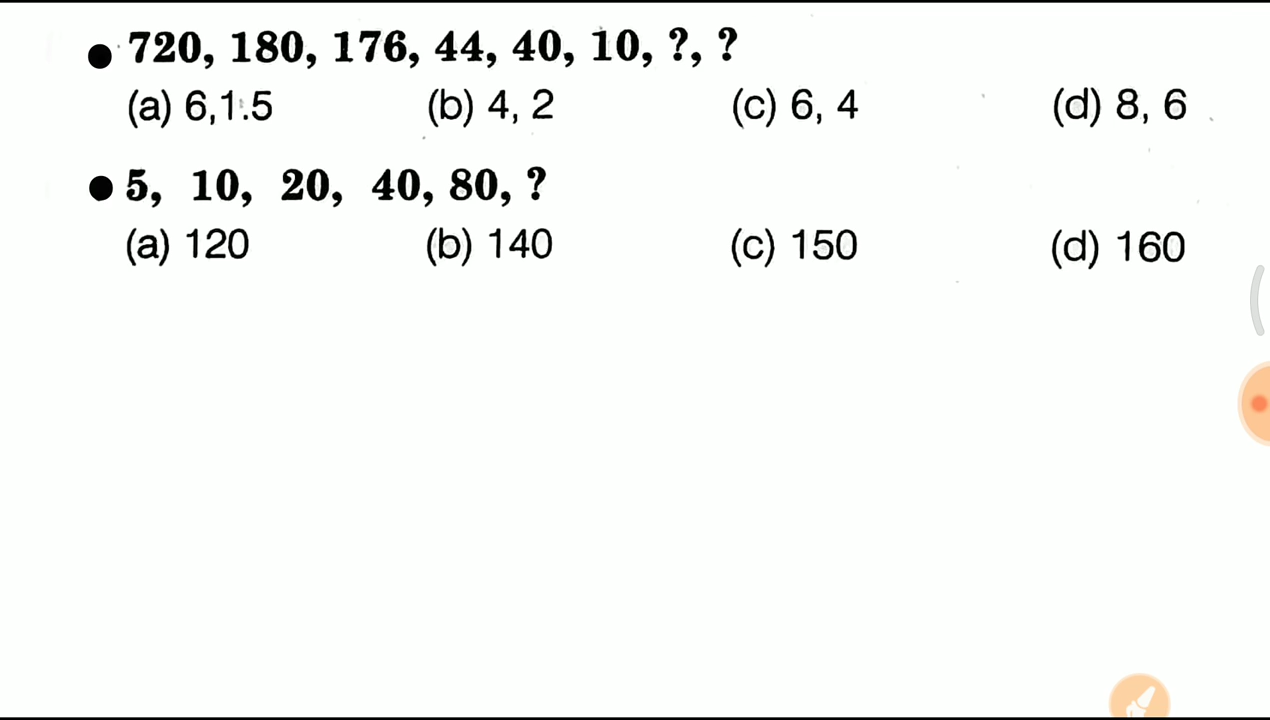 ● 720, 180, 176, 44, 40, 10, ?, ?
(a) 6,1.5 (b) 4, 2 (c) 6, 4 (d) 8, 6
● 5, 10, 20, 40, 80, ?
(a) 120 (b) 140 (c) 150 (d) 160